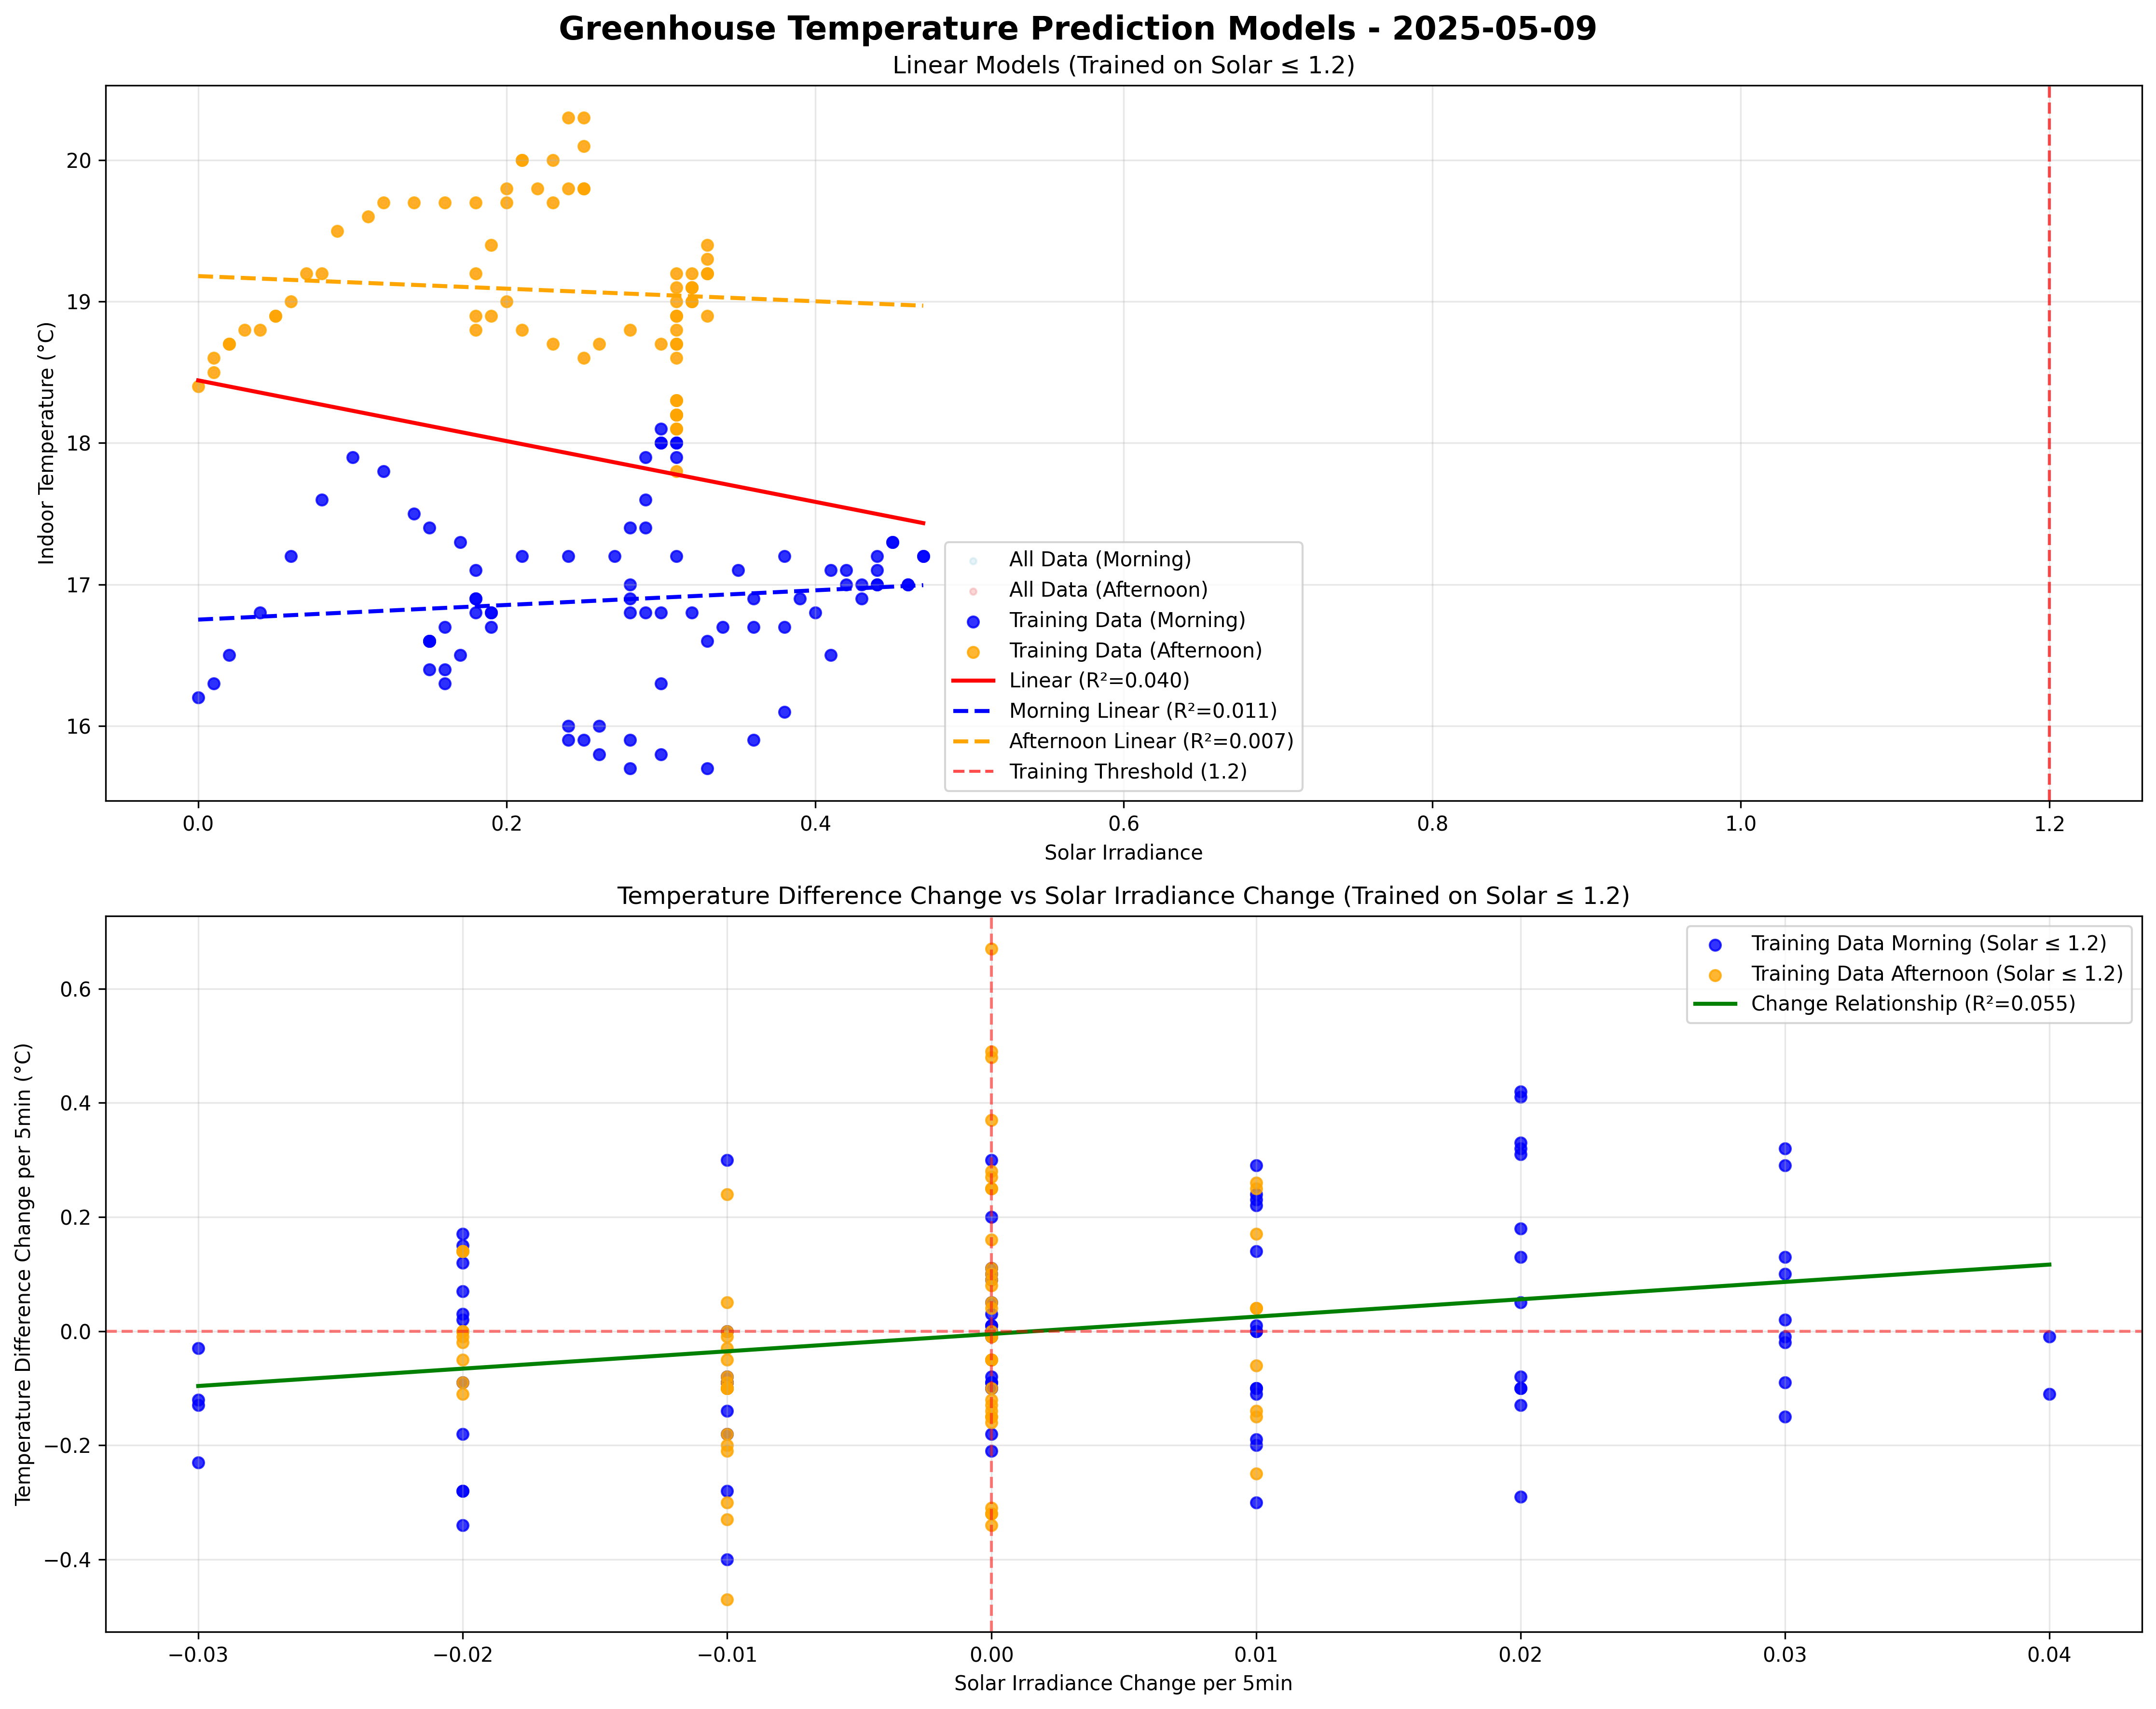 Greenhouse Temperature Prediction Models - 2025-05-09
Linear Models (Trained on Solar ≤ 1.2)
Indoor Temperature (°C)
20
19
18
17
16
All Data (Morning)
All Data (Afternoon)
Training Data (Morning)
Training Data (Afternoon)
Linear (R²=0.040)
Morning Linear (R²=0.011)
Afternoon Linear (R²=0.007)
Training Threshold (1.2)
0.0 0.2 0.4 0.6 0.8 1.0 1.2
Solar Irradiance
Temperature Difference Change vs Solar Irradiance Change (Trained on Solar ≤ 1.2)
Temperature Difference Change per 5min (°C)
Training Data Morning (Solar ≤ 1.2)
Training Data Afternoon (Solar ≤ 1.2)
Change Relationship (R²=0.055)
0.6
0.4
0.2
0.0
−0.2
−0.4
−0.03 −0.02 −0.01 0.00 0.01 0.02 0.03 0.04
Solar Irradiance Change per 5min